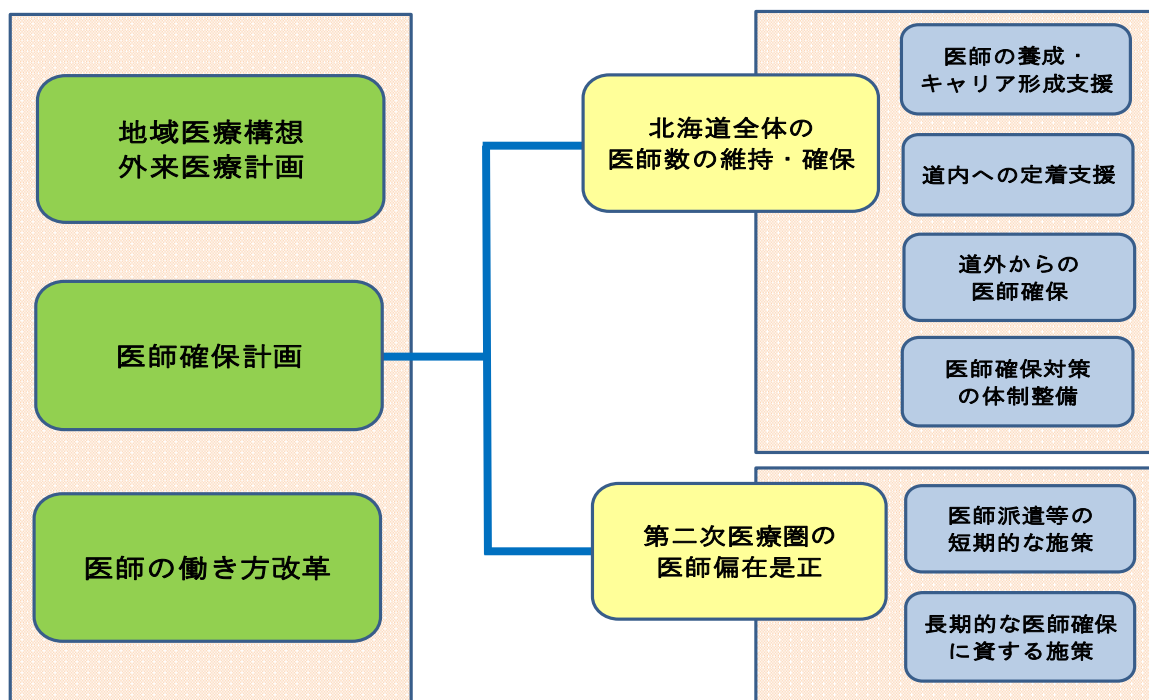 地域医療構想
外来医療計画
医師確保計画
医師の働き方改革
北海道全体の
医師数の維持・確保
医師の養成・
キャリア形成支援
道内への定着支援
道外からの
医師確保
医師確保対策
の体制整備
第二次医療圏の
医師偏在是正
医師派遣等の
短期的な施策
長期的な医師確保
に資する施策